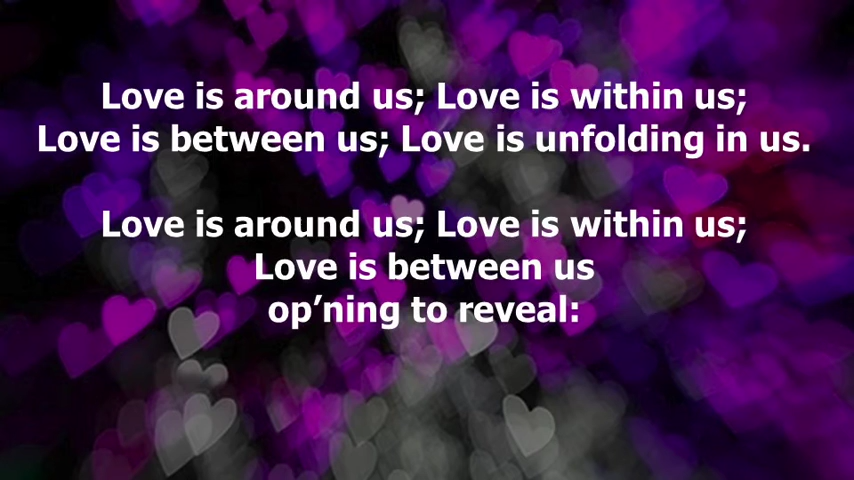 Love is around us; Love is within us;
Love is between us; Love is unfolding in us.
Love is around us; Love is within us;
Love is between us
op’ning to reveal: